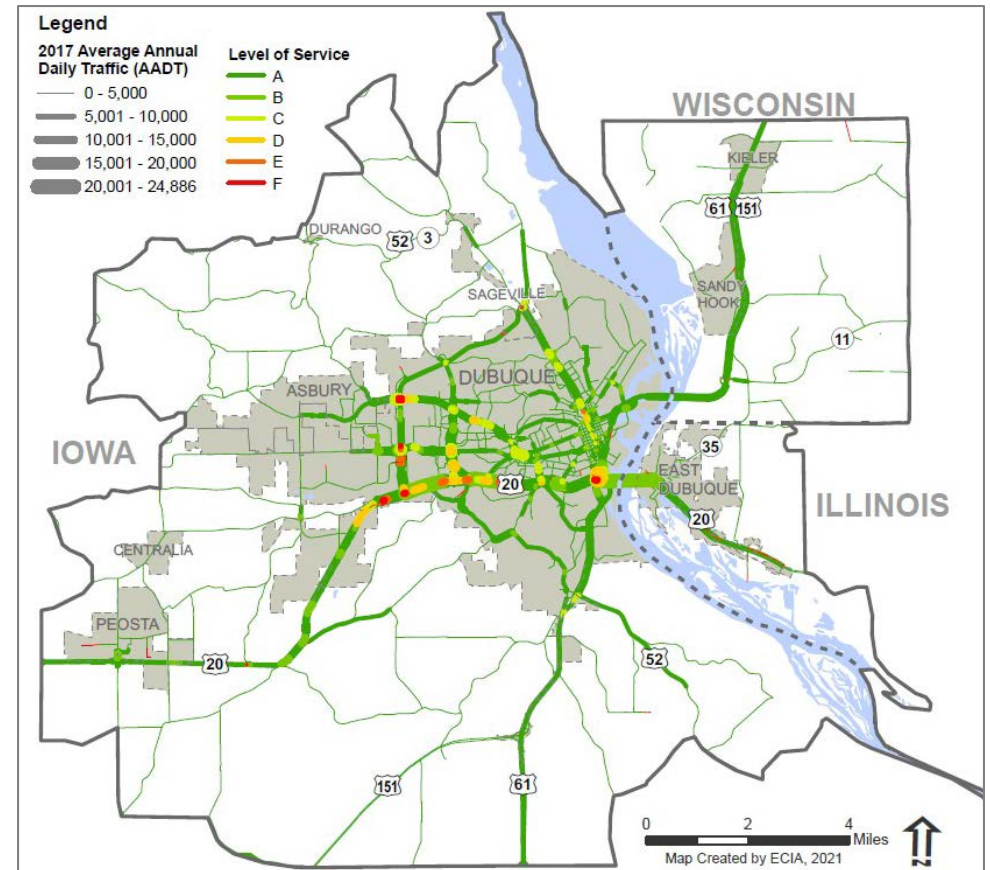 Legend
2017 Average Annual
Daily Traffic (AADT)
0 - 5,000
5,001 - 10,000
10,001 - 15,000
15,001 - 20,000
20,001 - 24,886
Level of Service
A
B
C
D
E
F
WISCONSIN
KIELER
61 151
DURANGO
52 3
SANDY
HOOK
SAGEVILLE
11
DUBUQUE
ASBURY
IOWA
35
EAST
DUBUQUE
20
ILLINOIS
20
CENTRALIA
PEOSTA
20
52
151
61
0 2 4
Miles
Map Created by ECIA, 2021
N